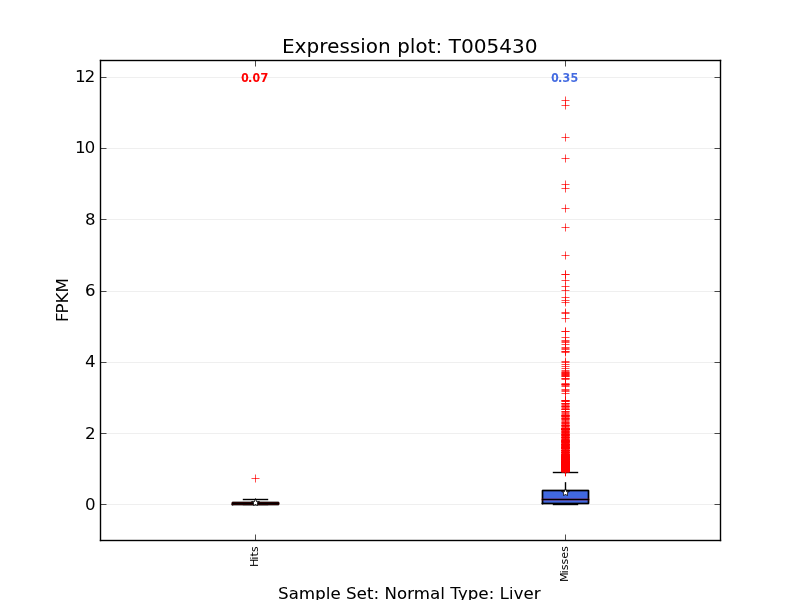 Expression plot: T005430
0.07
0.35
12
10
8
6
4
2
0
FPKM
Hits
Misses
Sample Set: Normal Type: Liver